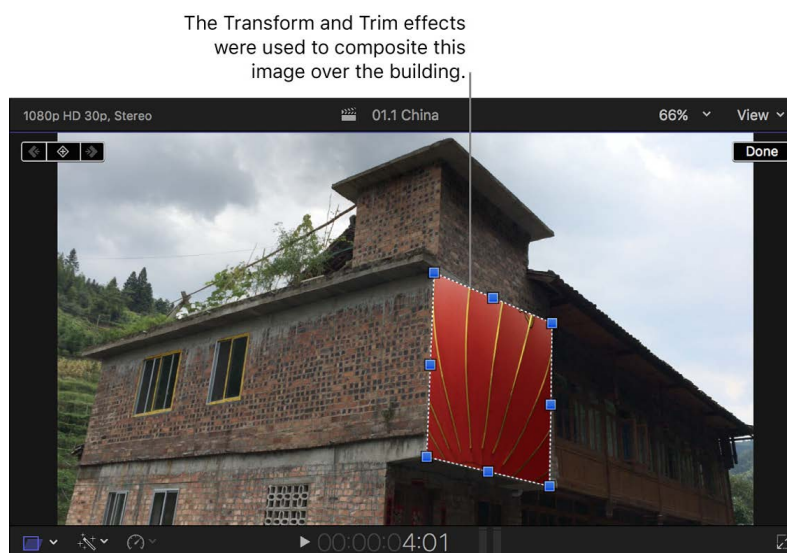 The Transform and Trim effects
were used to composite this
image over the building.
1080p HD 30p, Stereo
01.1 China
66%
View
Done
00:00:04:01